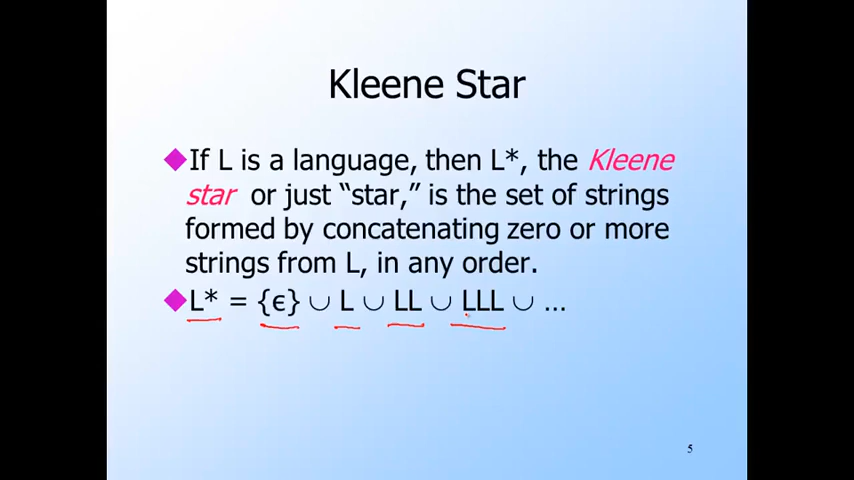 Kleene Star
If L is a language, then L*, the Kleene
star or just “star,” is the set of strings
formed by concatenating zero or more
strings from L, in any order.
L* = {ϵ} ∪ L ∪ LL ∪ LLL ∪ …
5